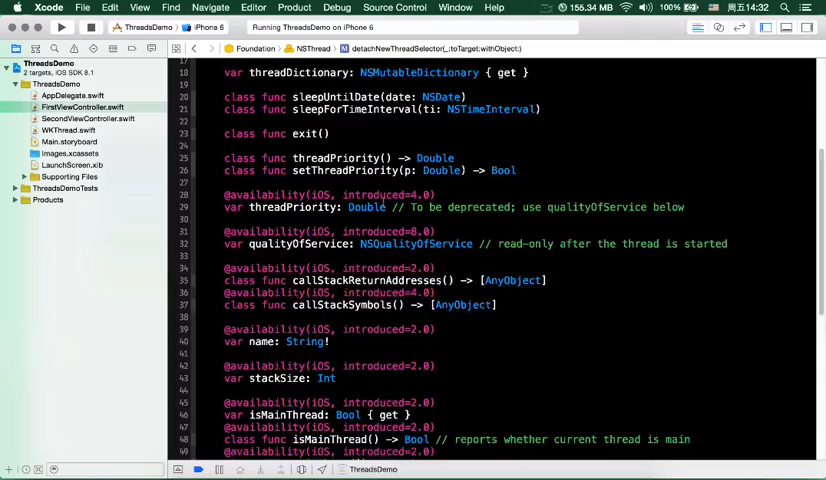 Xcode File Edit View Find Navigate Editor Product Debug Source Control Window Help 155.34 MB 100% 周五14:32
ThreadsDemo iPhone 6 Running ThreadsDemo on iPhone 6
Foundation NSThread detachNewThreadSelector(_:toTarget:withObject:)
ThreadsDemo
2 targets, iOS SDK 8.1
ThreadsDemo
AppDelegate.swift
FirstViewController.swift
SecondViewController.swift
WKThread.swift
Main.storyboard
Images.xcassets
LaunchScreen.xib
Supporting Files
ThreadsDemoTests
Products
17
18 var threadDictionary: NSMutableDictionary { get }
19
20 class func sleepUntilDate(date: NSDate)
21 class func sleepForTimeInterval(ti: NSTimeInterval)
22
23 class func exit()
24
25 class func threadPriority() -> Double
26 class func setThreadPriority(p: Double) -> Bool
27
28 @availability(iOS, introduced=4.0)
29 var threadPriority: Double // To be deprecated; use qualityOfService below
30
31 @availability(iOS, introduced=8.0)
32 var qualityOfService: NSQualityOfService // read-only after the thread is started
33
34 @availability(iOS, introduced=2.0)
35 class func callStackReturnAddresses() -> [AnyObject]
36 @availability(iOS, introduced=4.0)
37 class func callStackSymbols() -> [AnyObject]
38
39 @availability(iOS, introduced=2.0)
40 var name: String!
41
42 @availability(iOS, introduced=2.0)
43 var stackSize: Int
44
45 @availability(iOS, introduced=2.0)
46 var isMainThread: Bool { get }
47 @availability(iOS, introduced=2.0)
48 class func isMainThread() -> Bool // reports whether current thread is main
49 @availability(iOS, introduced=2.0)
ThreadsDemo